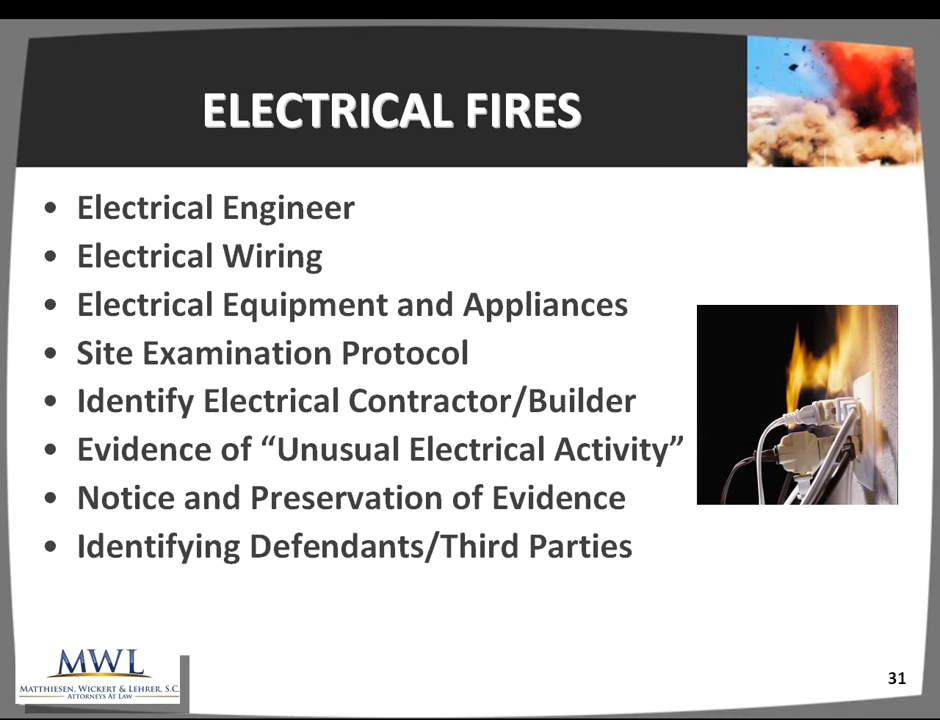 ELECTRICAL FIRES
• Electrical Engineer
• Electrical Wiring
• Electrical Equipment and Appliances
• Site Examination Protocol
• Identify Electrical Contractor/Builder
• Evidence of “Unusual Electrical Activity”
• Notice and Preservation of Evidence
• Identifying Defendants/Third Parties
MWL
MATTHIESEN, WICKERT & LEHRER, S.C.
ATTORNEYS AT LAW
31